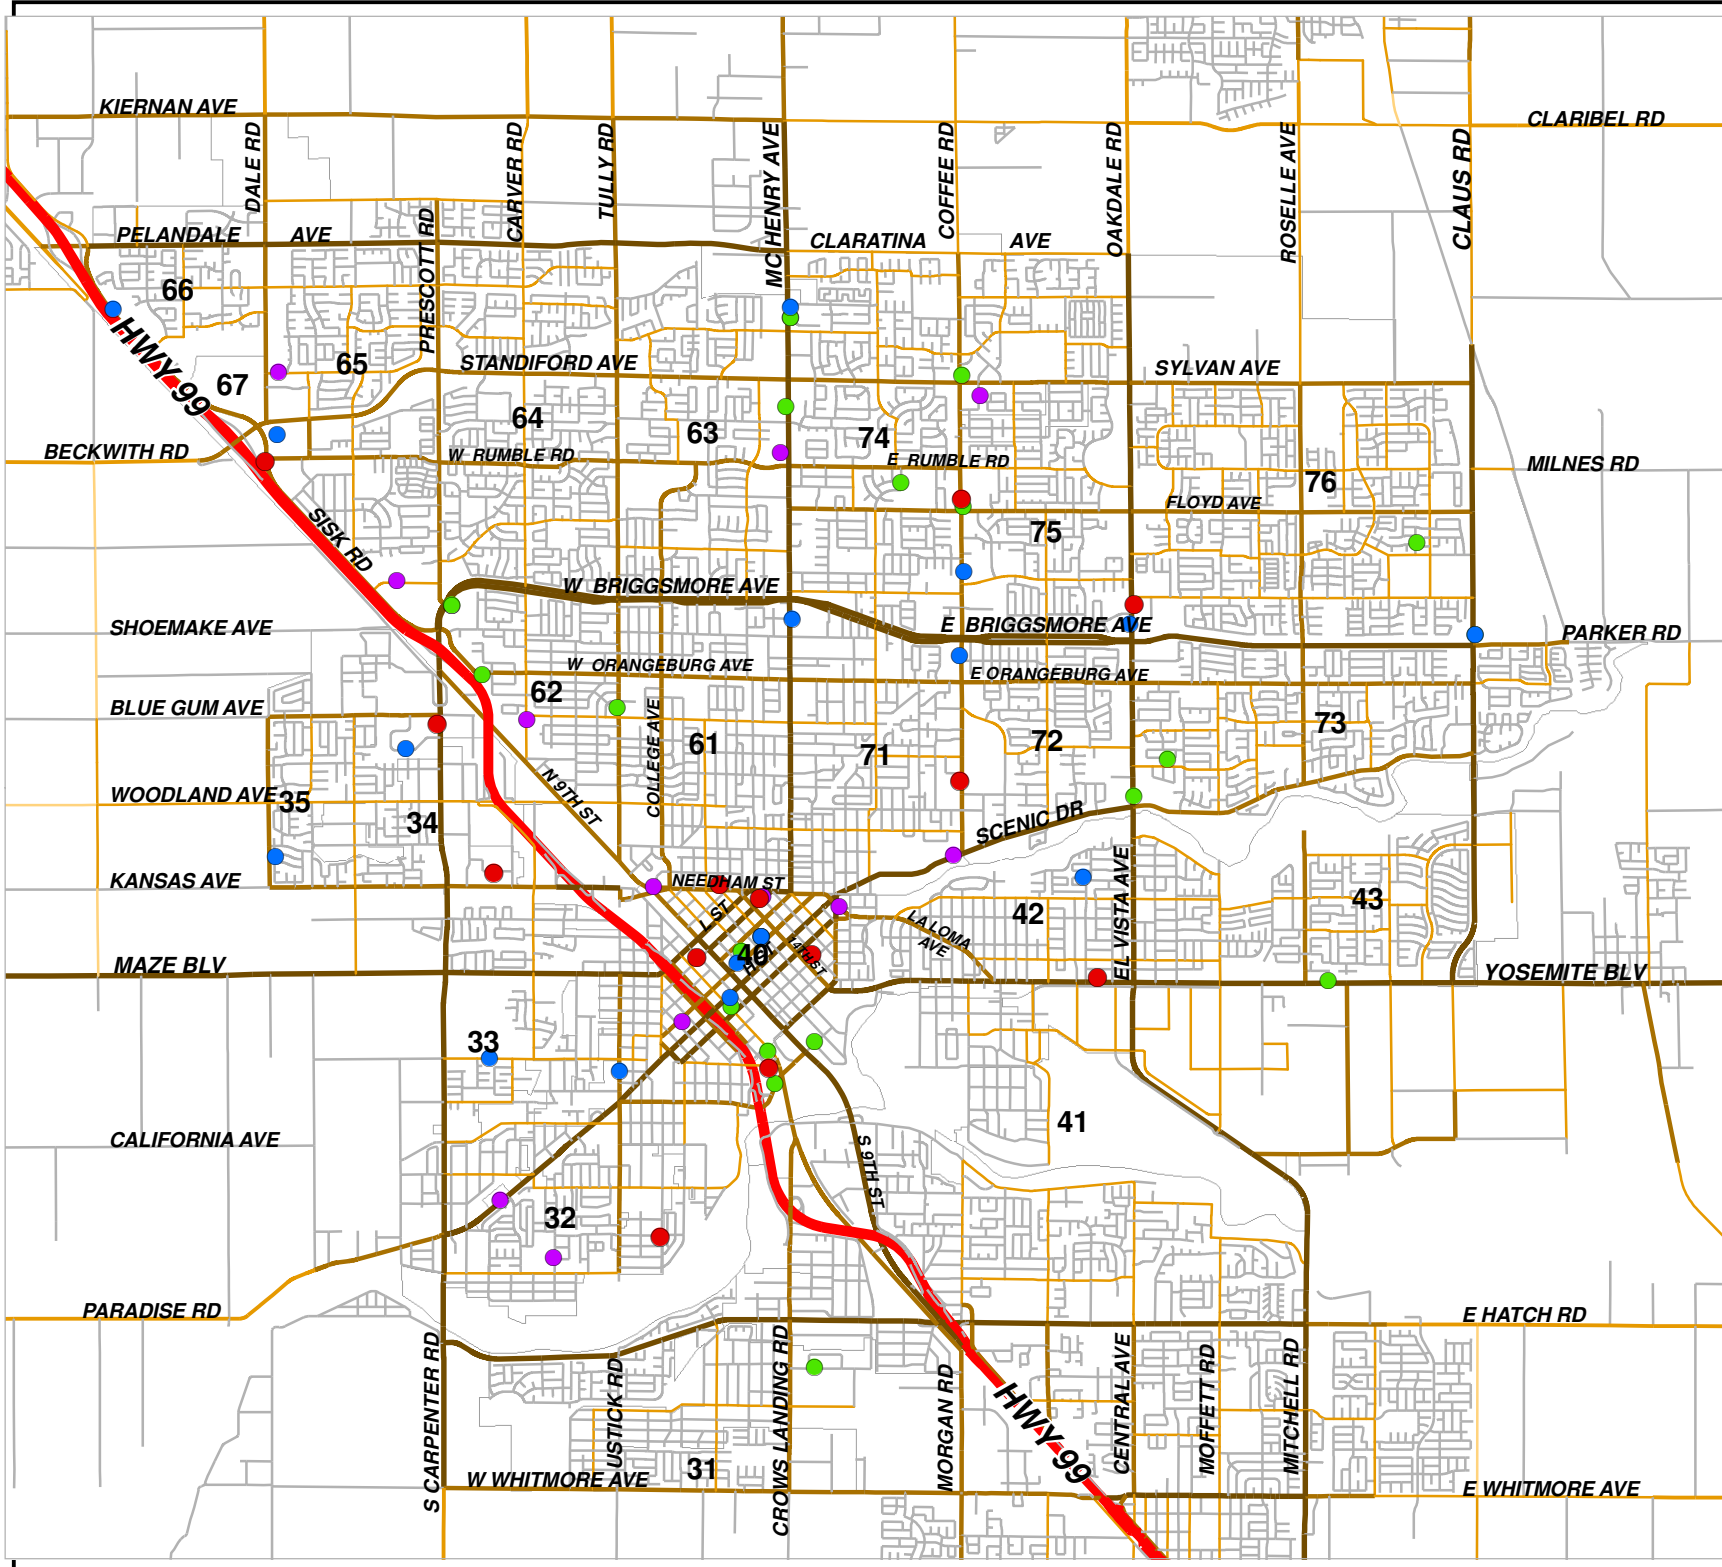 KIERNAN AVE
CLARIBEL RD
DALE RD
CARVER RD
TULLY RD
MCHENRY AVE
COFFEE RD
OAKDALE RD
ROSELLE AVE
CLAUS RD
PELANDALE AVE
PRESCOTT RD
CLARATINA AVE
66
HWY 99
67
65
STANDIFORD AVE
SYLVAN AVE
64
63
74
BECKWITH RD
W RUMBLE RD
E RUMBLE RD
MILNES RD
76
FLOYD AVE
SISK RD
75
W BRIGGSMORE AVE
SHOEMAKE AVE
E BRIGGSMORE AVE
PARKER RD
W ORANGEBURG AVE
E ORANGEBURG AVE
62
BLUE GUM AVE
COLLEGE AVE
61
71
72
73
N 9TH ST
WOODLAND AVE
35
34
SCENIC DR
KANSAS AVE
NEEDHAM ST
EL VISTA AVE
43
L ST
42
LA LOMA
AVE
40
H ST
14TH ST
MAZE BLV
YOSEMITE BLV
33
41
CALIFORNIA AVE
S 9TH ST
32
PARADISE RD
E HATCH RD
S CARPENTER RD
USTICK RD
CROWS LANDING RD
MORGAN RD
HWY 99
CENTRAL AVE
MOFFETT RD
MITCHELL RD
31
W WHITMORE AVE
E WHITMORE AVE